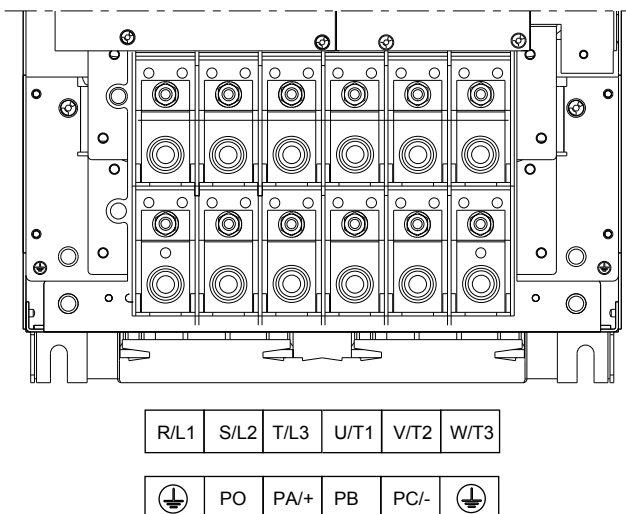 R/L1 S/L2 T/L3 U/T1 V/T2 W/T3
PO PA/+ PB PC/-